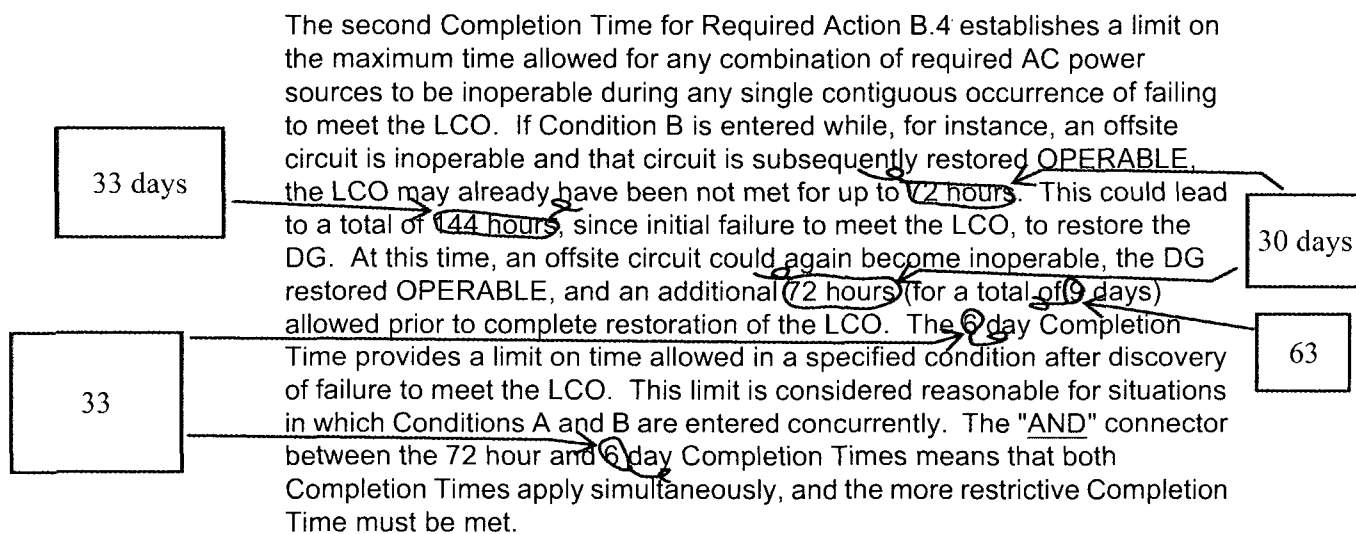 The second Completion Time for Required Action B.4 establishes a limit on
the maximum time allowed for any combination of required AC power
sources to be inoperable during any single contiguous occurrence of failing
to meet the LCO. If Condition B is entered while, for instance, an offsite
circuit is inoperable and that circuit is subsequently restored OPERABLE,
the LCO may already have been not met for up to 72 hours. This could lead
to a total of 144 hours, since initial failure to meet the LCO, to restore the
DG. At this time, an offsite circuit could again become inoperable, the DG
restored OPERABLE, and an additional 72 hours (for a total of 9 days)
allowed prior to complete restoration of the LCO. The 6 day Completion
Time provides a limit on time allowed in a specified condition after discovery
of failure to meet the LCO. This limit is considered reasonable for situations
in which Conditions A and B are entered concurrently. The "AND" connector
between the 72 hour and 6 day Completion Times means that both
Completion Times apply simultaneously, and the more restrictive Completion
Time must be met.
33 days
30 days
63
33